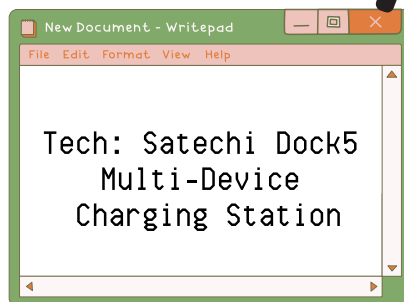 New Document - Writepad
File Edit Format View Help
Tech: Satechi Dock5
Multi-Device
Charging Station